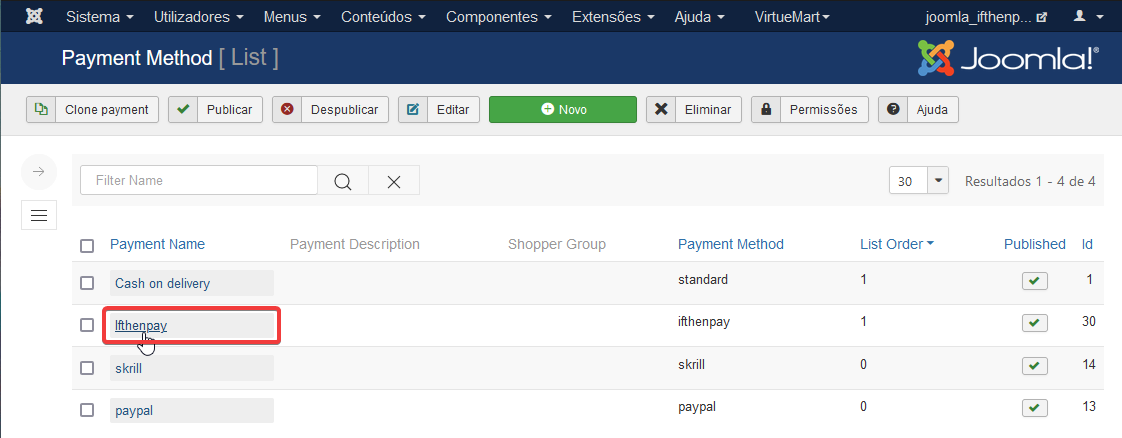 Sistema Utilizadores Menus Conteúdos Componentes Extensões Ajuda VirtueMart joomla_ifthenp...
Payment Method [ List ] Joomla!®
Clone payment Publicar Despublicar Editar Novo Eliminar Permissões Ajuda
Filter Name 30 Resultados 1 - 4 de 4
Payment Name Payment Description Shopper Group Payment Method List Order Published Id
Cash on delivery standard 1 1
Ifthenpay ifthenpay 1 30
skrill skrill 0 14
paypal paypal 0 13